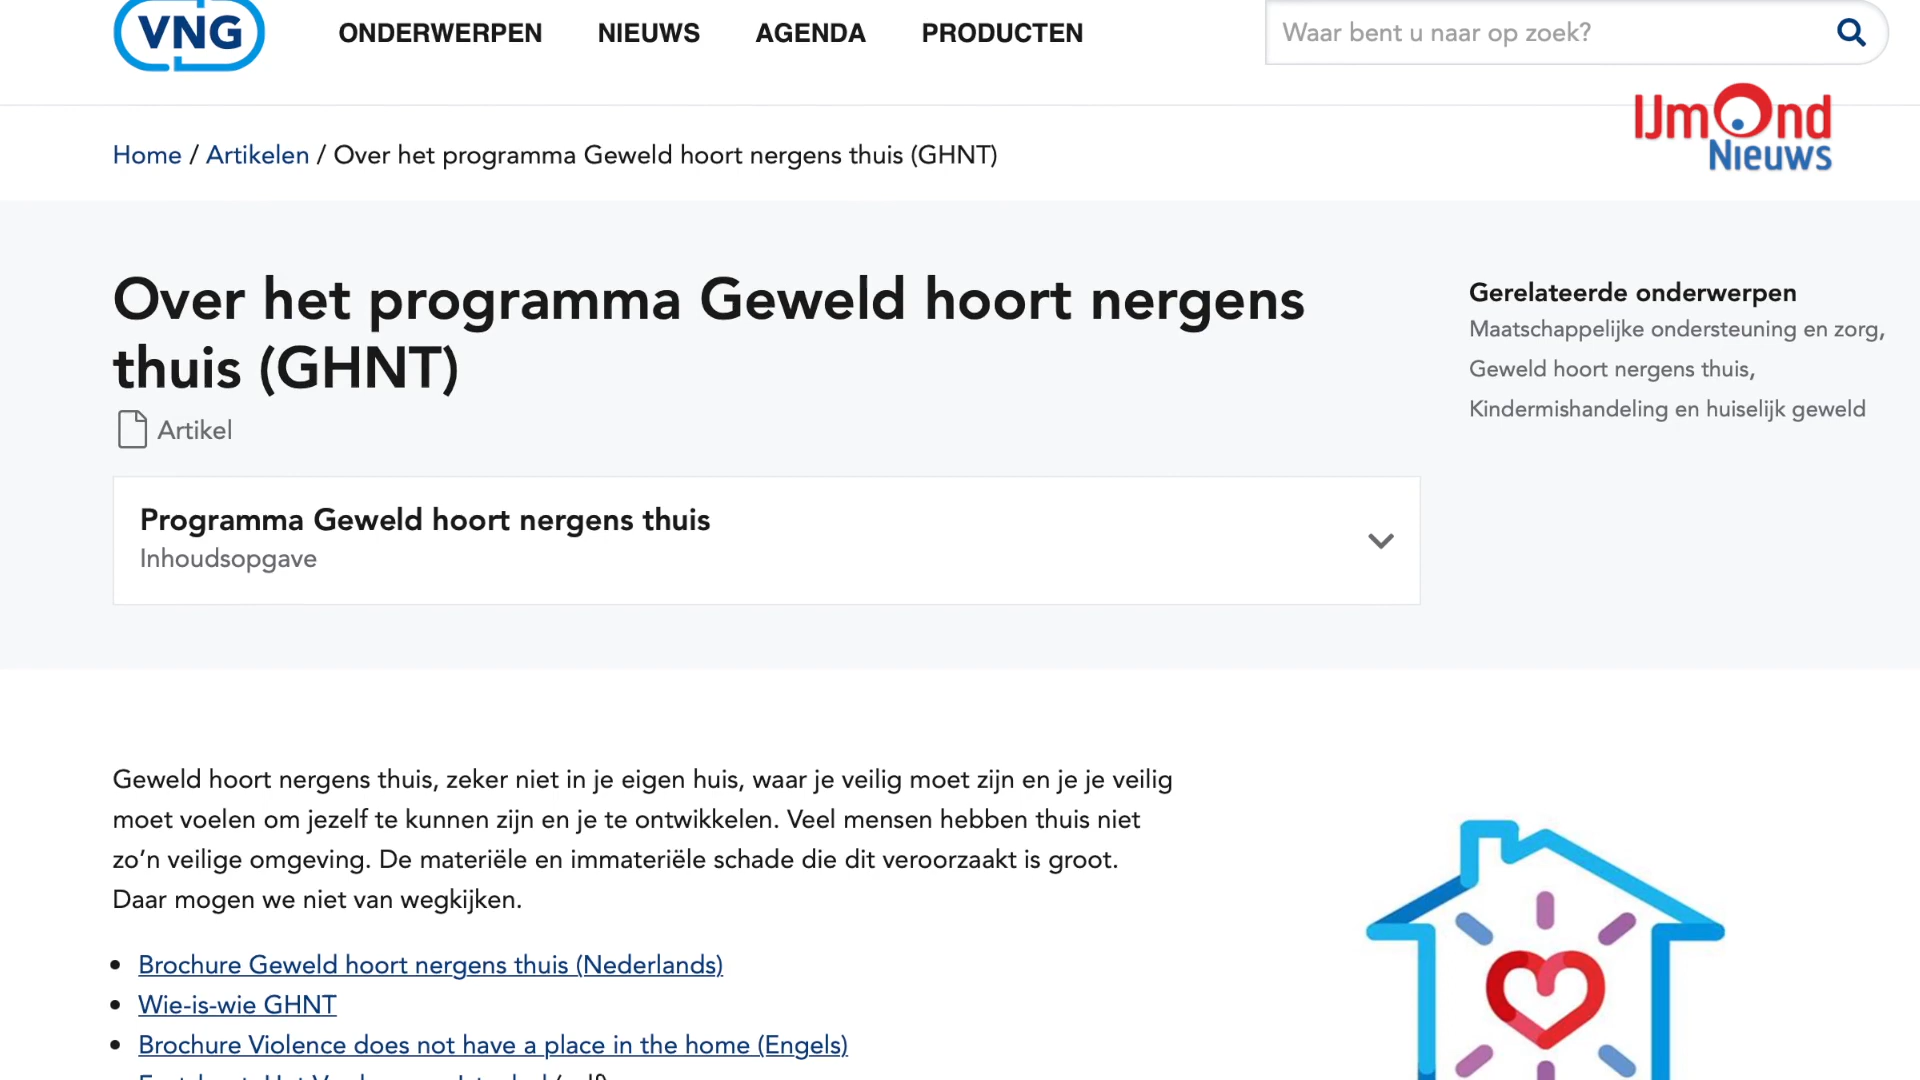 VNG
ONDERWERPEN NIEUWS AGENDA PRODUCTEN
Waar bent u naar op zoek?
IJmOnd
Nieuws
Home / Artikelen / Over het programma Geweld hoort nergens thuis (GHNT)
Over het programma Geweld hoort nergens
thuis (GHNT)
Artikel
Gerelateerde onderwerpen
Maatschappelijke ondersteuning en zorg,
Geweld hoort nergens thuis,
Kindermishandeling en huiselijk geweld
Programma Geweld hoort nergens thuis
Inhoudsopgave
Geweld hoort nergens thuis, zeker niet in je eigen huis, waar je veilig moet zijn en je je veilig
moet voelen om jezelf te kunnen zijn en je te ontwikkelen. Veel mensen hebben thuis niet
zo’n veilige omgeving. De materiële en immateriële schade die dit veroorzaakt is groot.
Daar mogen we niet van wegkijken.
Brochure Geweld hoort nergens thuis (Nederlands)
Wie-is-wie GHNT
Brochure Violence does not have a place in the home (Engels)